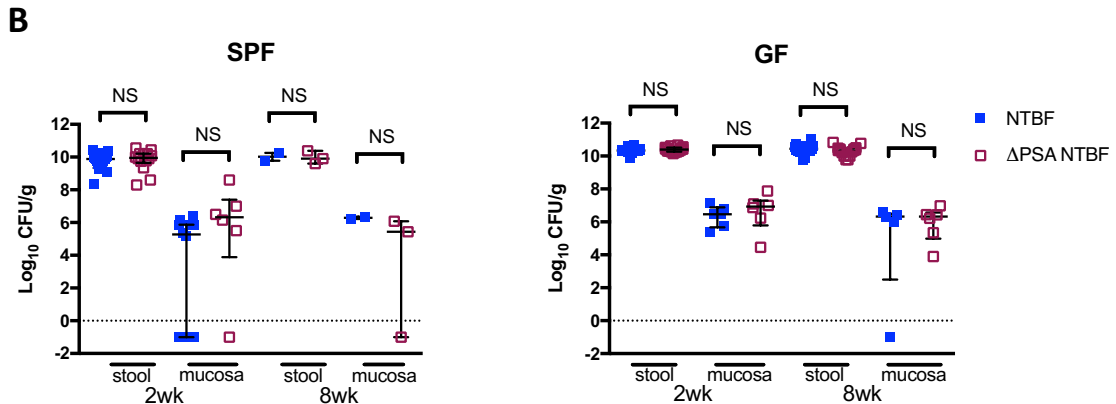 B
SPF
NS
NS
NS
NS
Log10 CFU/g
12
10
8
6
4
2
0
-2
stool
mucosa
stool
mucosa
2wk
8wk
GF
NS
NS
NS
NS
Log10 CFU/g
12
10
8
6
4
2
0
-2
stool
mucosa
stool
mucosa
2wk
8wk
NTBF
ΔPSA NTBF